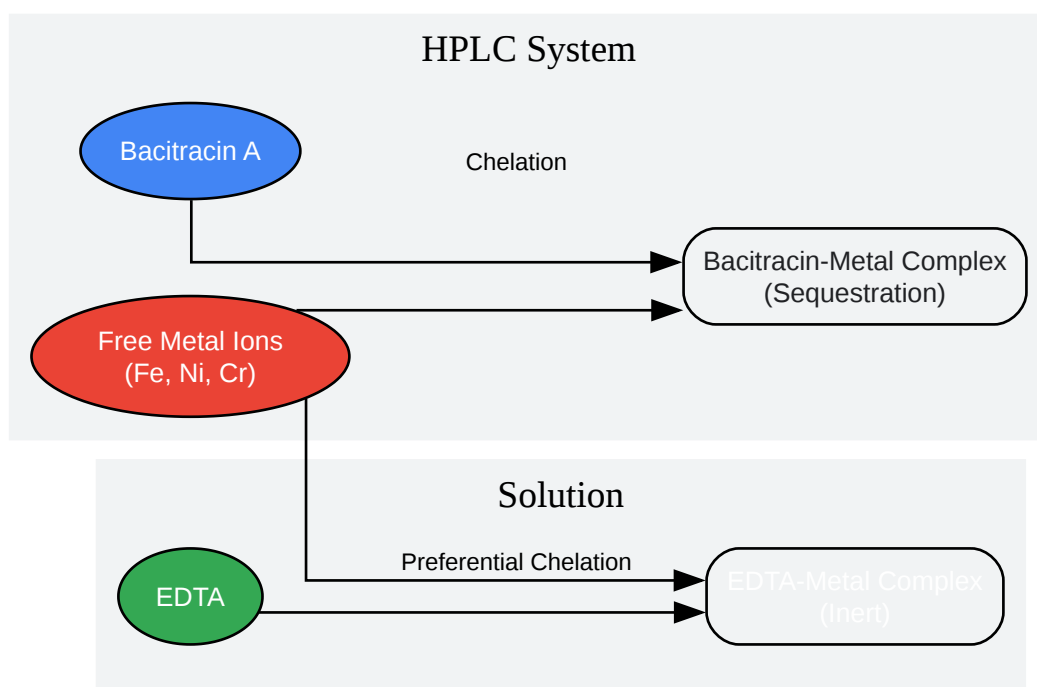 HPLC System
Bacitracin A
Chelation
Bacitracin-Metal Complex
(Sequestration)
Free Metal Ions
(Fe, Ni, Cr)
Solution
Preferential Chelation
EDTA-Metal Complex
(Inert)
EDTA